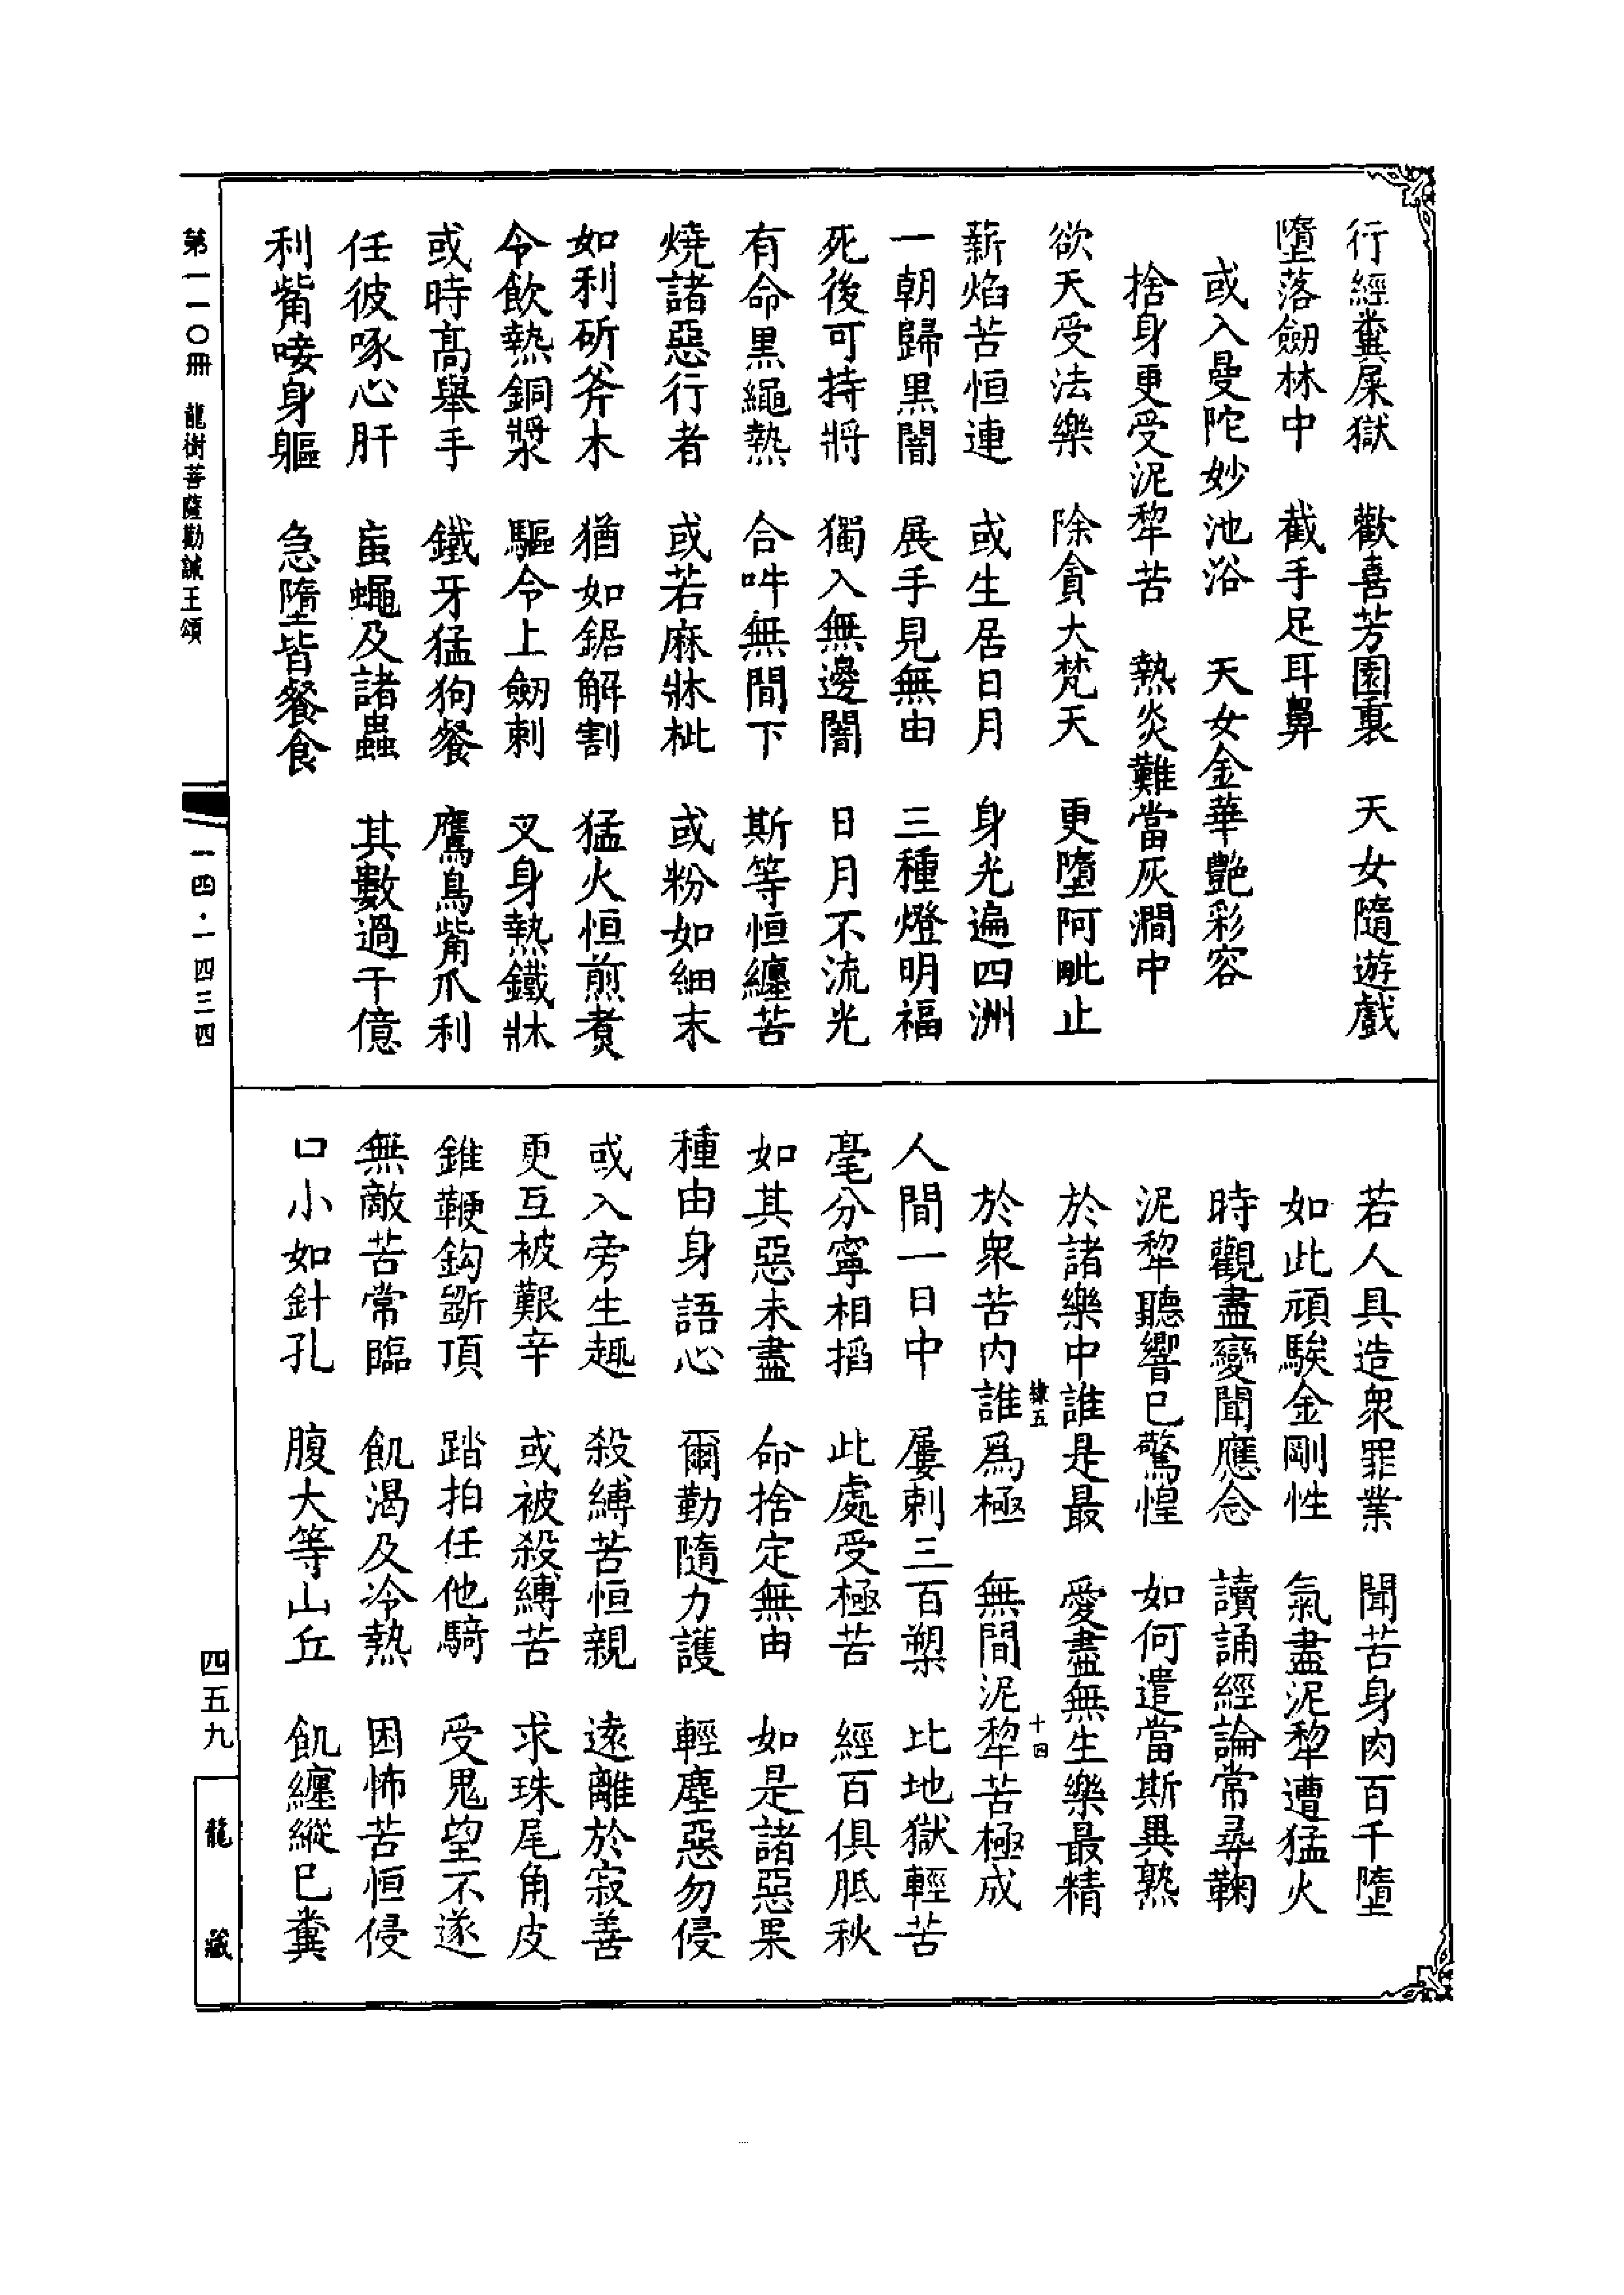 行經糞屎獄　歡喜芳園裏　天女隨遊戲
墮落劒林中　截手足耳鼻
或入曼陀妙池浴　天女金華艷彩容
捨身更受泥犂苦　熱炎難當灰澗中
欲天受法樂　除貪大梵天　更墮阿毗止
薪焰苦恒連　或生居日月　身光遍四洲
一朝歸黑闇　展手見無由　三種燈明福
死後可持將　獨入無邊闇　日月不流光
有命黑繩熱　合吽無間下　斯等恒纏苦
燒諸惡行者　或若麻牀枇　或粉如細末
如利斫斧木　猶如鋸解割　猛火恒煎煑
令飲熱銅漿　驅令上劒刺　叉身熱鐵牀
或時高舉手　鐵牙猛狗餐　鷹鳥觜爪利
任彼啄心肝　䖟蠅及諸蟲　其數過千億
利觜唼身軀　急墮皆餐食
若人具造衆罪業　聞苦身肉百千墮
如此頑騃金剛性　氣盡泥犂遭猛火
時觀盡變聞應念　讀誦經論常尋鞠
泥犂聽響已驚惶　如何遣當斯異熟
於諸樂中誰是最　愛盡無生樂最精
隸五　十四
於衆苦內誰爲極　無間泥犂苦極成
人間一日中　屢刺三百槊　比地獄輕苦
毫分寧相搯　此處受極苦　經百俱胝秋
如其惡未盡　命捨定無由　如是諸惡果
種由身語心　爾勤隨力護　輕塵惡勿侵
或入旁生趣　殺縛苦恒親　遠離於寂善
更互被艱辛　或被殺縛苦　求珠尾角皮
錐鞭鈎斵頂　踏拍任他騎　受鬼望不遂
無敵苦常臨　飢渴及冷熱　困怖苦恒侵
口小如針孔　腹大等山丘　飢纏縱已糞
第一一〇冊　龍樹菩薩勸誡王頌
一四·一四三四
四五九
龍藏